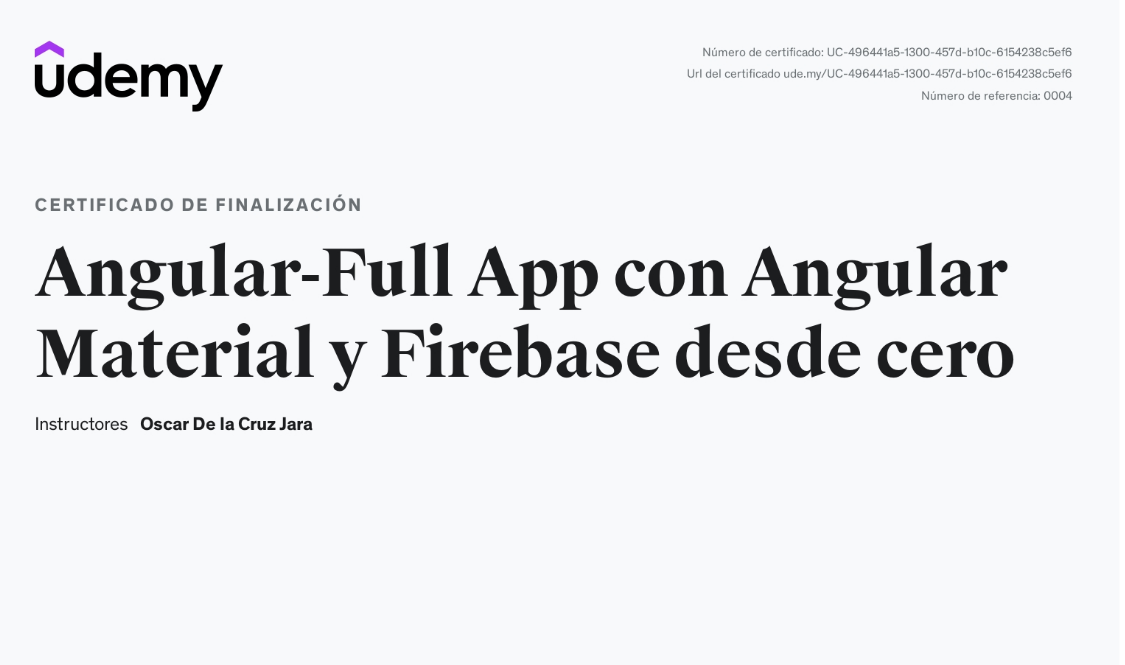 udemy
Número de certificado: UC-496441a5-1300-457d-b10c-6154238c5ef6
Url del certificado ude.my/UC-496441a5-1300-457d-b10c-6154238c5ef6
Número de referencia: 0004
CERTIFICADO DE FINALIZACIÓN
Angular-Full App con Angular
Material y Firebase desde cero
Instructores Oscar De la Cruz Jara